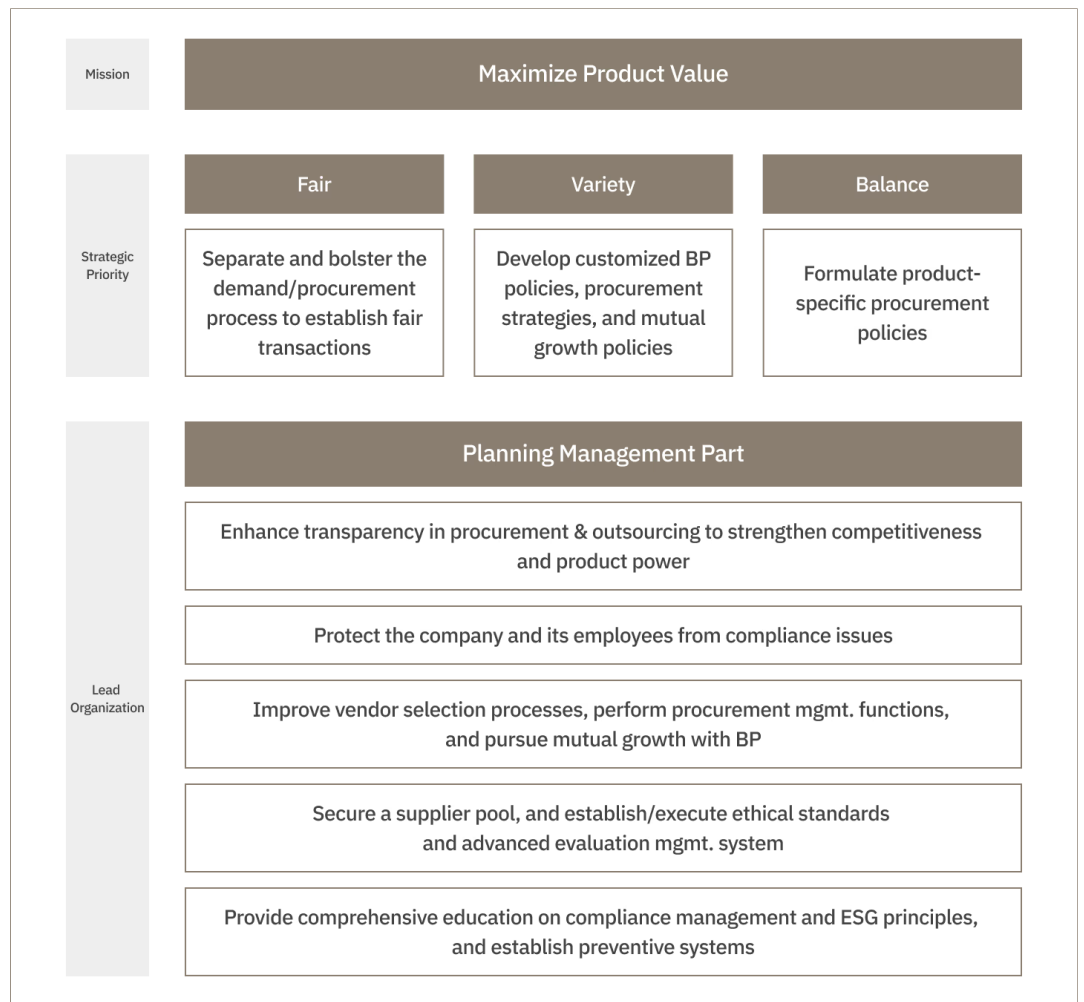 Mission
Maximize Product Value
Strategic
Priority
Fair
Variety
Balance
Separate and bolster the
demand/procurement
process to establish fair
transactions
Develop customized BP
policies, procurement
strategies, and mutual
growth policies
Formulate product-
specific procurement
policies
Lead
Organization
Planning Management Part
Enhance transparency in procurement & outsourcing to strengthen competitiveness
and product power
Protect the company and its employees from compliance issues
Improve vendor selection processes, perform procurement mgmt. functions,
and pursue mutual growth with BP
Secure a supplier pool, and establish/execute ethical standards
and advanced evaluation mgmt. system
Provide comprehensive education on compliance management and ESG principles,
and establish preventive systems